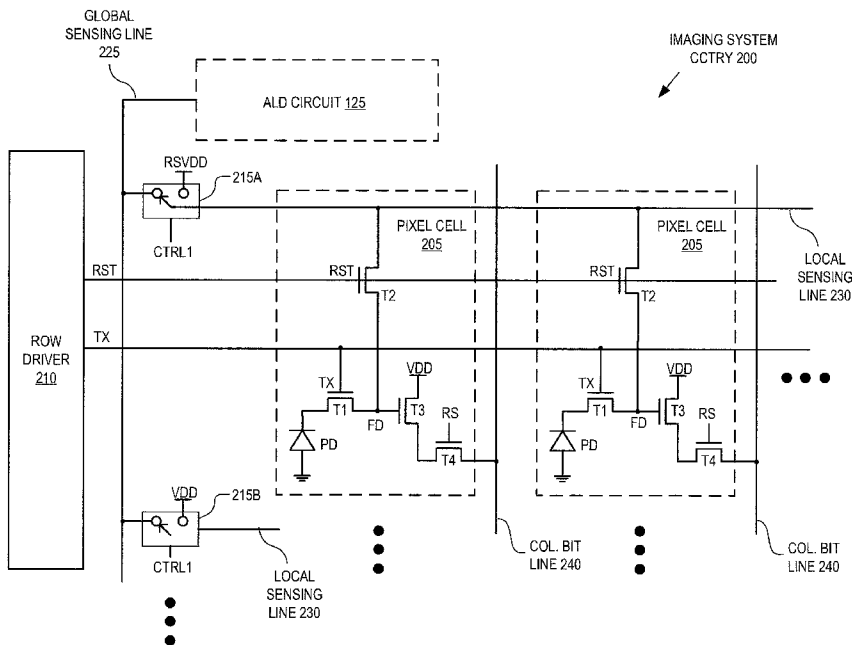 GLOBAL
SENSING LINE
225
IMAGING SYSTEM
CCTRY 200
ALD CIRCUIT 125
RSVDD
215A
CTRL1
PIXEL CELL
205
PIXEL CELL
205
LOCAL
SENSING
LINE 230
RST
RST
T2
RST
T2
ROW
DRIVER
210
TX
TX
T1
FD
VDD
T3
RS
T4
PD
TX
T1
FD
VDD
T3
RS
T4
PD
VDD
215B
CTRL1
LOCAL
SENSING
LINE 230
COL. BIT
LINE 240
COL. BIT
LINE 240